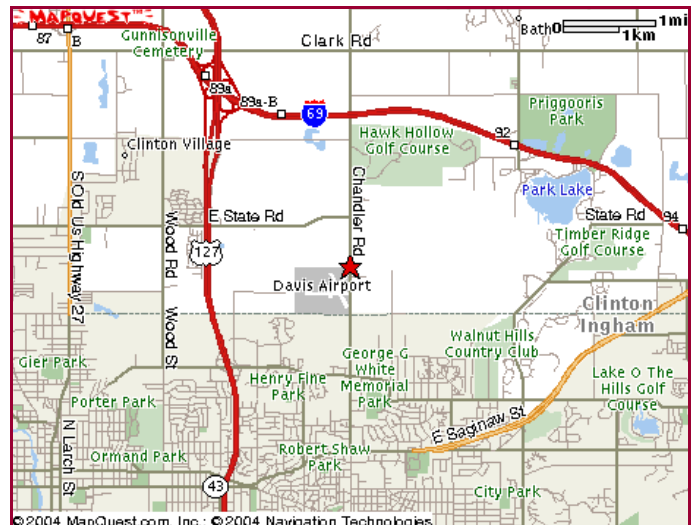 MAPQUEST™
87
B
Gunnisonville
Cemetery
Clark Rd
Bath
0
1mi
1km
89a
89a-B
69
Priggooris
Park
Hawk Hollow
Golf Course
92
Clinton Village
Chandler Rd
Park Lake
S Old Us Highway 27
Wood Rd
E State Rd
State Rd
94
127
Timber Ridge
Golf Course
Davis Airport
Clinton
Ingham
Wood St
Walnut Hills
Country Club
Gier Park
George G
White
Memorial
Park
Henry Fine
Park
Lake O The
Hills Golf
Course
Porter Park
N Larch St
E Saginaw St
Ormand Park
Robert Shaw
Park
43
City Park
©2004 MapQuest.com, Inc.; ©2004 Navigation Technologies